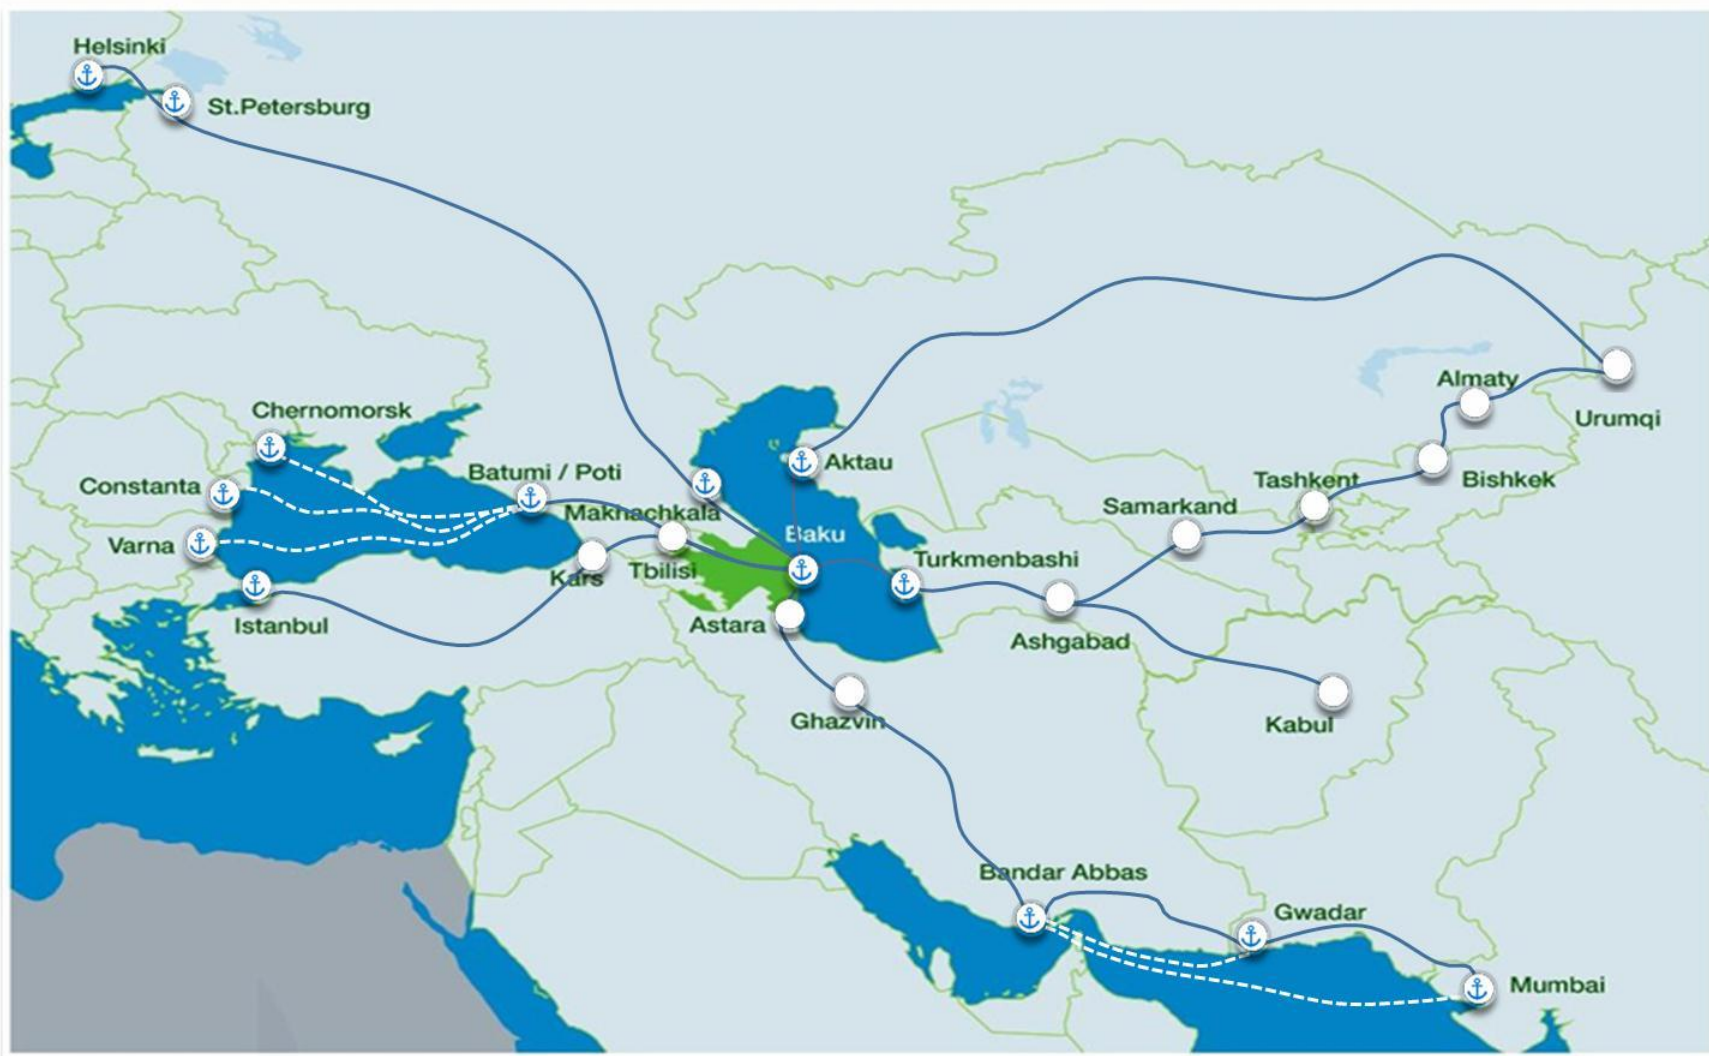 Helsinki
St.Petersburg
Chernomorsk
Constanta
Varna
Istanbul
Batumi / Poti
Makhachkala
Kars
Tbilisi
Baku
Astara
Ghazvin
Aktau
Turkmenbashi
Ashgabad
Samarkand
Tashkent
Almaty
Bishkek
Urumqi
Kabul
Bandar Abbas
Gwadar
Mumbai